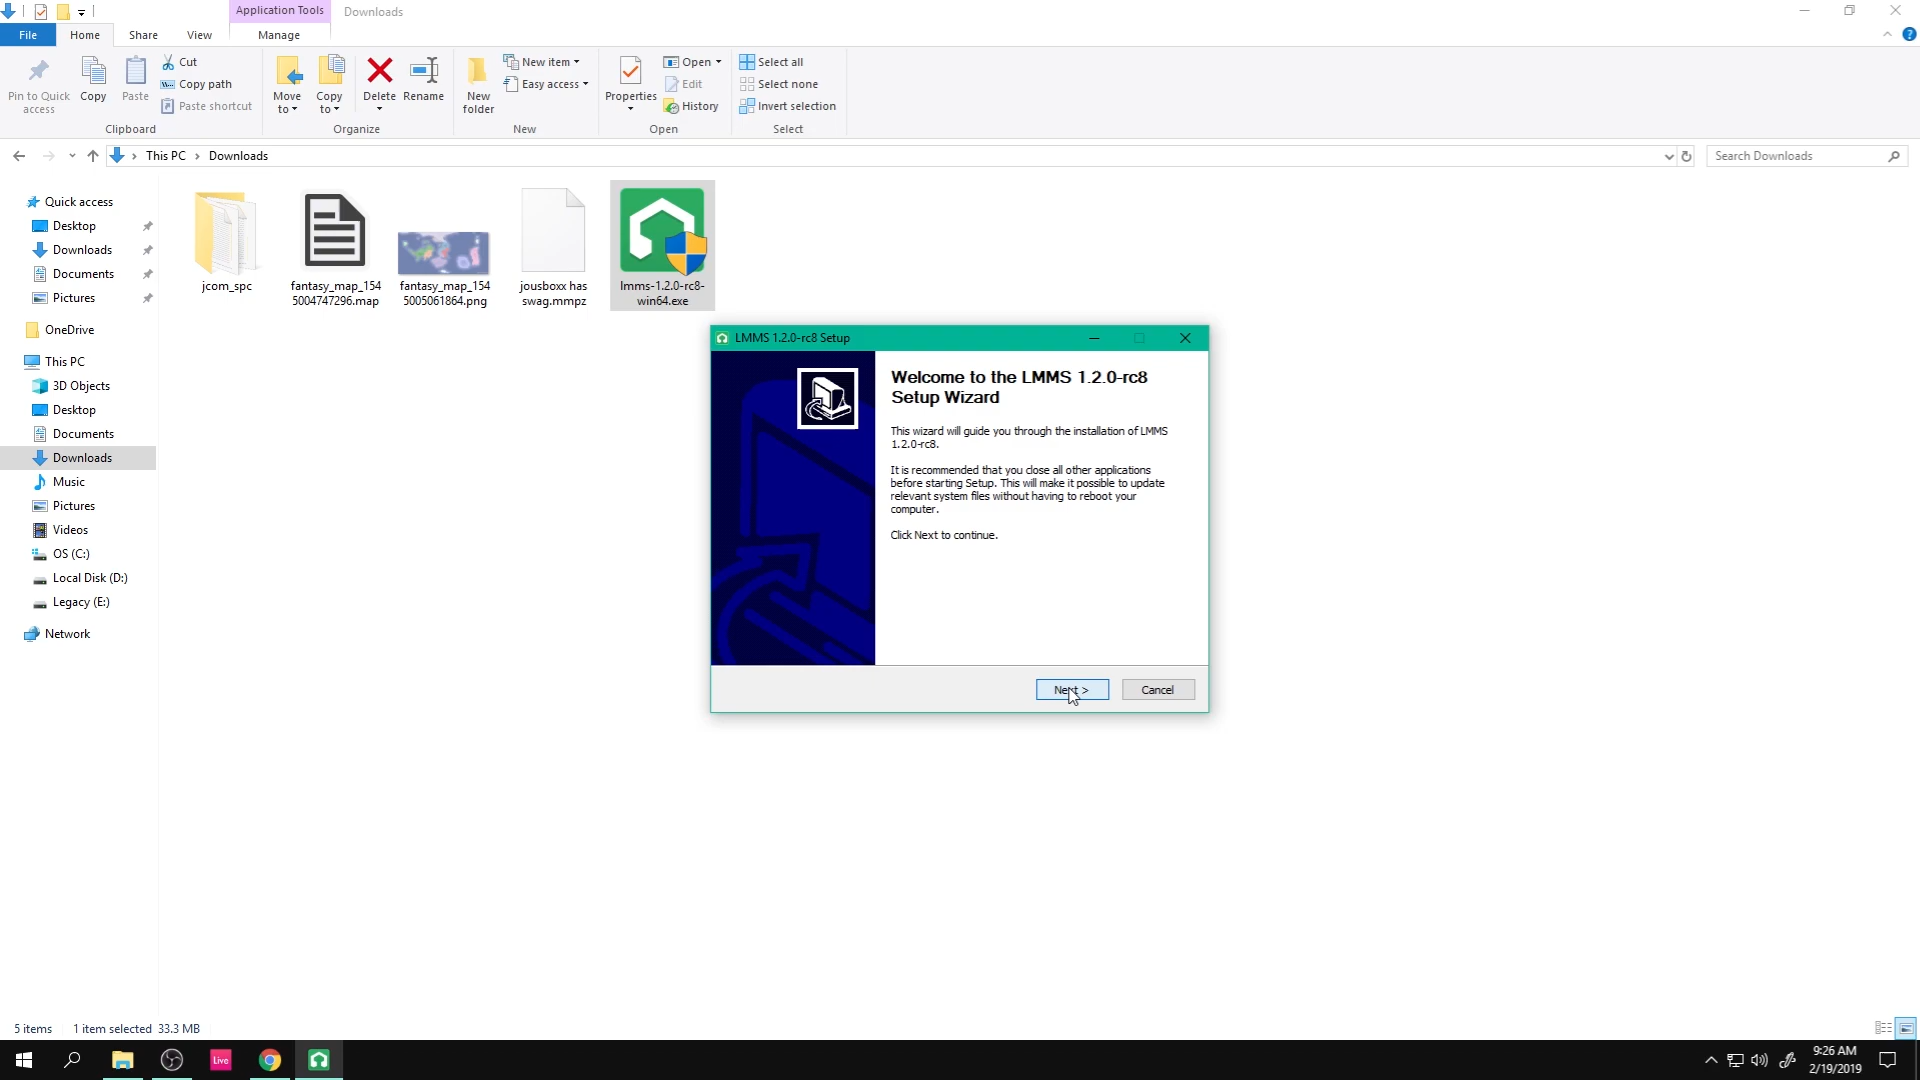 Application Tools
Downloads
File
Home
Share
View
Manage
Pin to Quick
access
Copy
Paste
Cut
Copy path
Paste shortcut
Clipboard
Move
to
Copy
to
Delete
Rename
Organize
New
folder
New item
Easy access
New
Properties
Open
Edit
History
Open
Select all
Select none
Invert selection
Select
This PC > Downloads
Search Downloads
Quick access
Desktop
Downloads
Documents
Pictures
OneDrive
This PC
3D Objects
Desktop
Documents
Downloads
Music
Pictures
Videos
OS (C:)
Local Disk (D:)
Legacy (E:)
Network
jcom_spc
fantasy_map_154
5004747296.map
fantasy_map_154
5005061864.png
jousboxx has
swag.mmpz
lmms-1.2.0-rc8-
win64.exe
LMMS 1.2.0-rc8 Setup
Welcome to the LMMS 1.2.0-rc8
Setup Wizard
This wizard will guide you through the installation of LMMS
1.2.0-rc8.
It is recommended that you close all other applications
before starting Setup. This will make it possible to update
relevant system files without having to reboot your
computer.
Click Next to continue.
Next >
Cancel
5 items
1 item selected 33.3 MB
Live
9:26 AM
2/19/2019